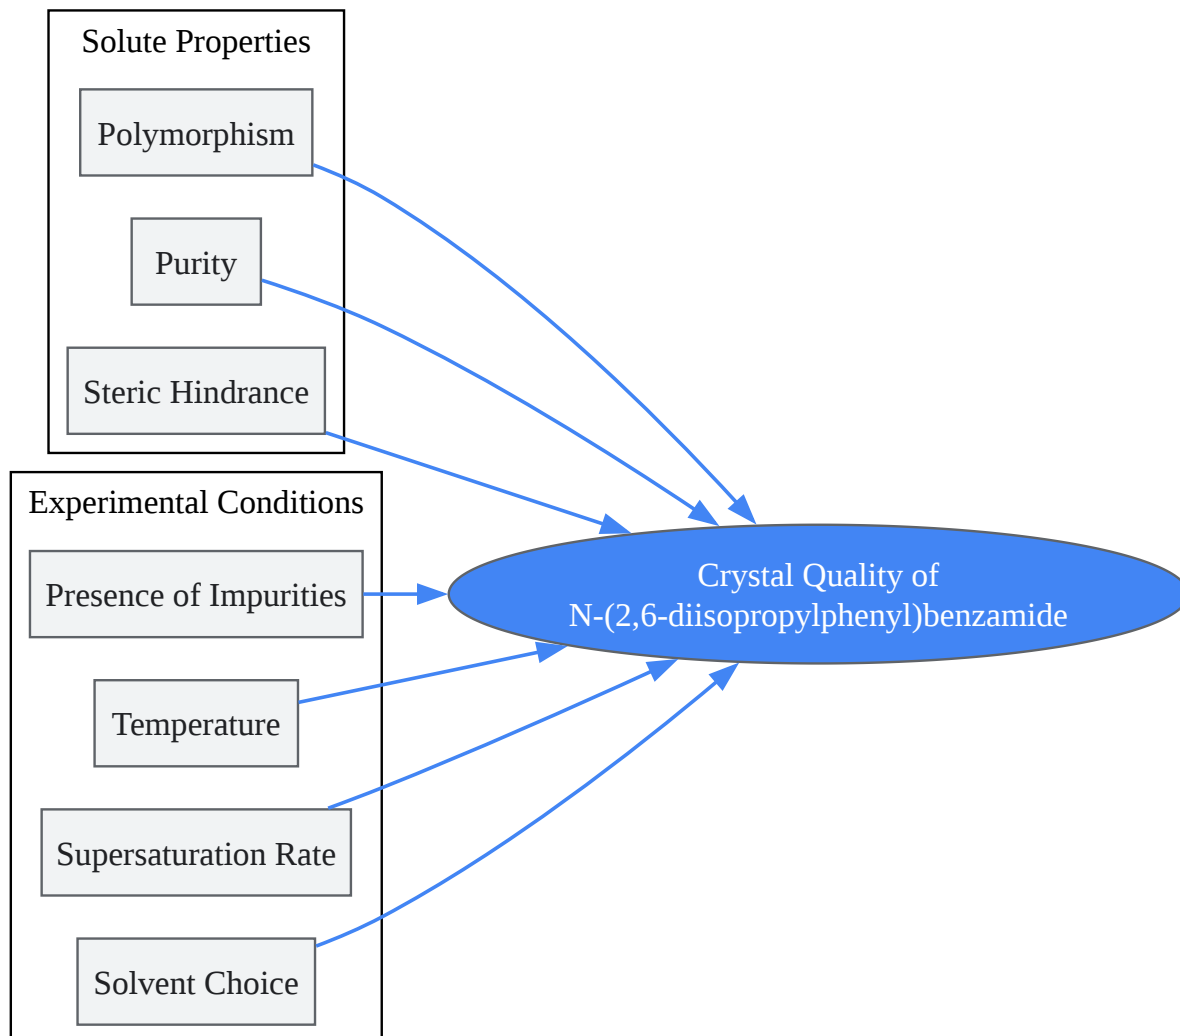 Solute Properties
Polymorphism
Purity
Steric Hindrance
Experimental Conditions
Presence of Impurities
Temperature
Supersaturation Rate
Solvent Choice
Crystal Quality of
N-(2,6-diisopropylphenyl)benzamide